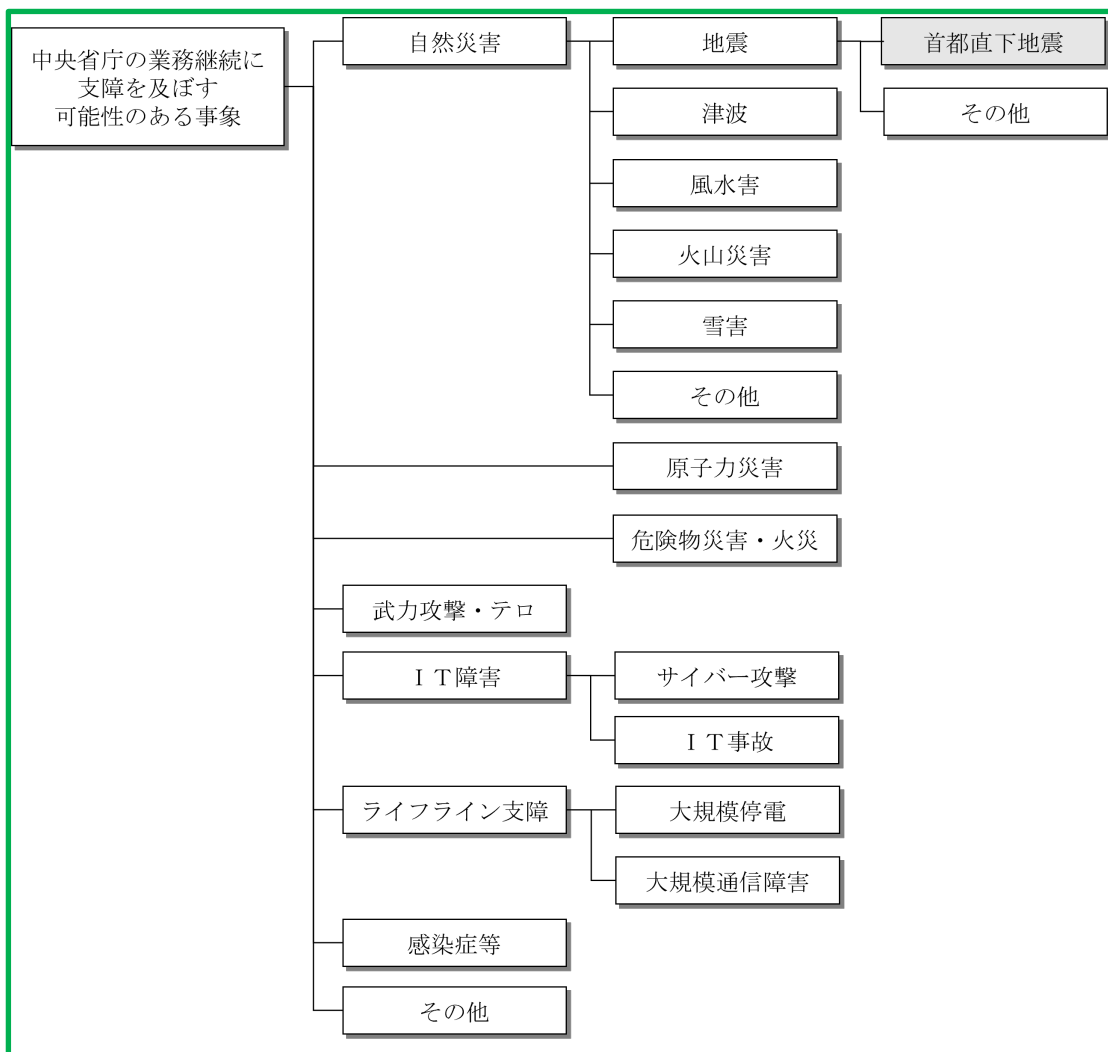 中央省庁の業務継続に
支障を及ぼす
可能性のある事象
自然災害
地震
首都直下地震
その他
津波
風水害
火山災害
雪害
その他
原子力災害
危険物災害・火災
武力攻撃・テロ
ＩＴ障害
サイバー攻撃
ＩＴ事故
ライフライン支障
大規模停電
大規模通信障害
感染症等
その他